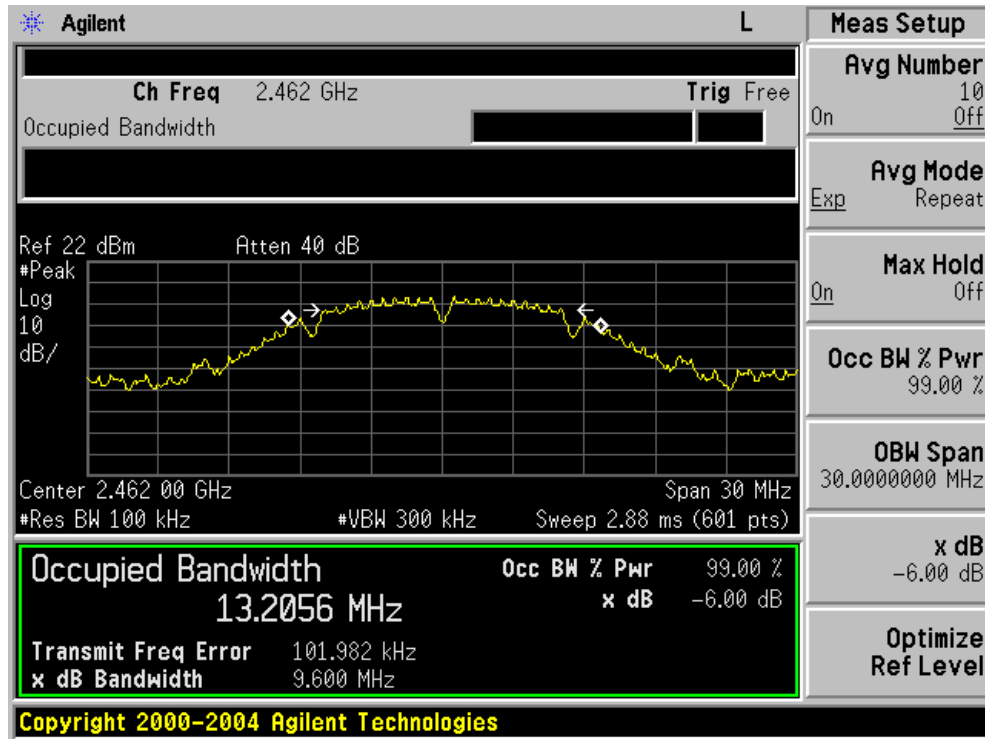 Agilent L
Ch Freq 2.462 GHz Trig Free
Occupied Bandwidth
Ref 22 dBm Atten 40 dB
#Peak
Log
10
dB/
Center 2.462 00 GHz Span 30 MHz
#Res BW 100 kHz #VBW 300 kHz Sweep 2.88 ms (601 pts)
Occupied Bandwidth Occ BW % Pwr 99.00 %
13.2056 MHz x dB -6.00 dB
Transmit Freq Error 101.982 kHz
x dB Bandwidth 9.600 MHz
Copyright 2000-2004 Agilent Technologies
Meas Setup
Avg Number
10
On Off
Avg Mode
Exp Repeat
Max Hold
On Off
Occ BW % Pwr
99.00 %
OBW Span
30.0000000 MHz
x dB
-6.00 dB
Optimize
Ref Level